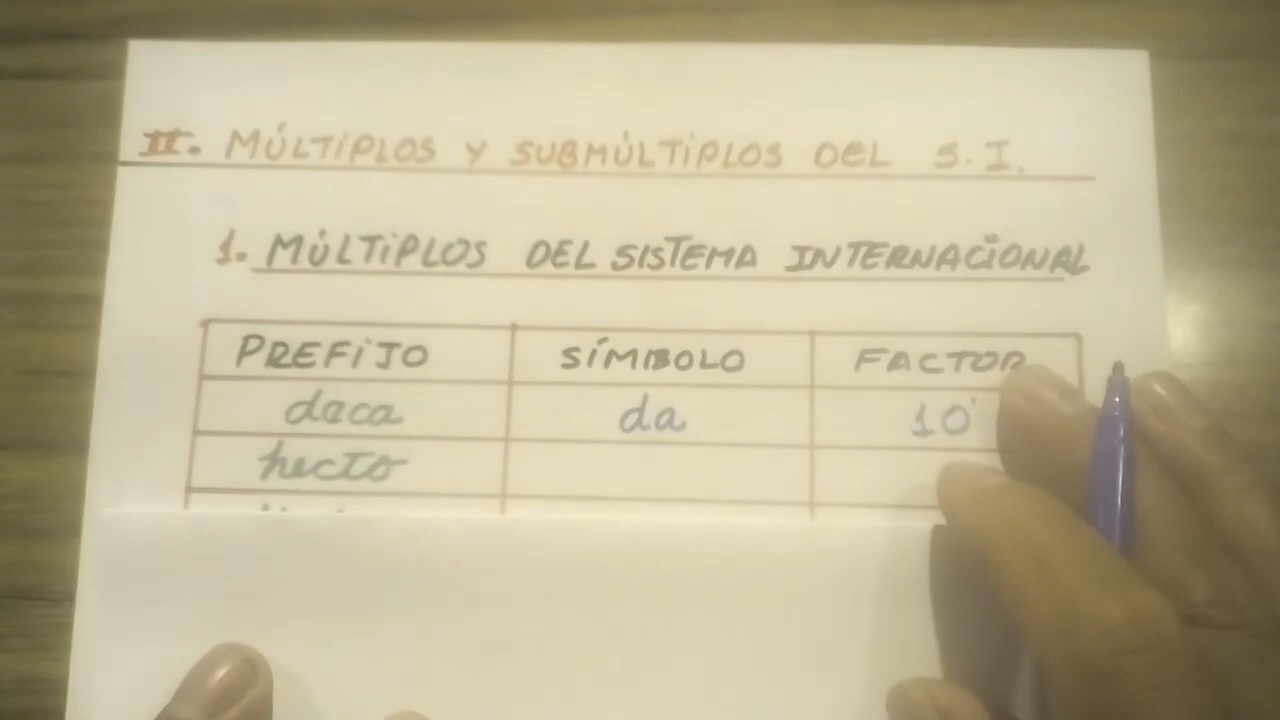 II. MÚLTIPLOS Y SUBMÚLTIPLOS DEL S.I.
1. MÚLTIPLOS DEL SISTEMA INTERNACIONAL
PREFIJO SÍMBOLO FACTOR
deca da 10¹
hecto